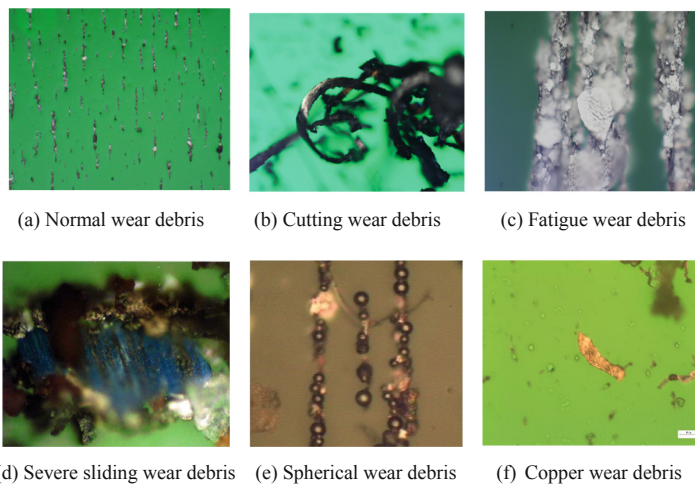 (a) Normal wear debris
(b) Cutting wear debris
(c) Fatigue wear debris
(d) Severe sliding wear debris
(e) Spherical wear debris
(f) Copper wear debris